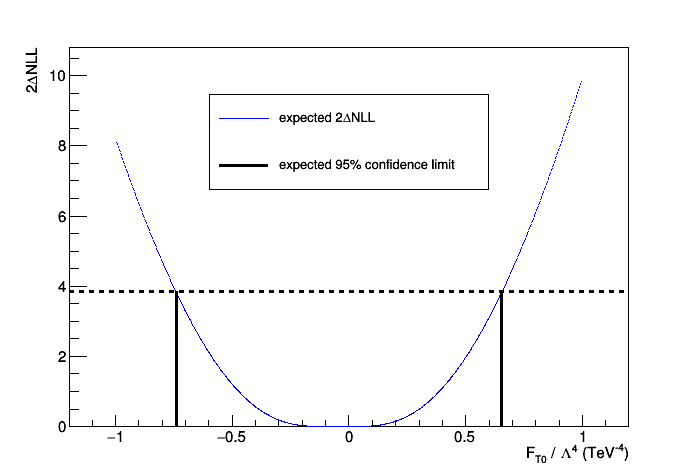 2ΔNLL
10
8
6
4
2
0
expected 2ΔNLL
expected 95% confidence limit
−1 −0.5 0 0.5 1
F_T0 / Λ^4 (TeV^-4)